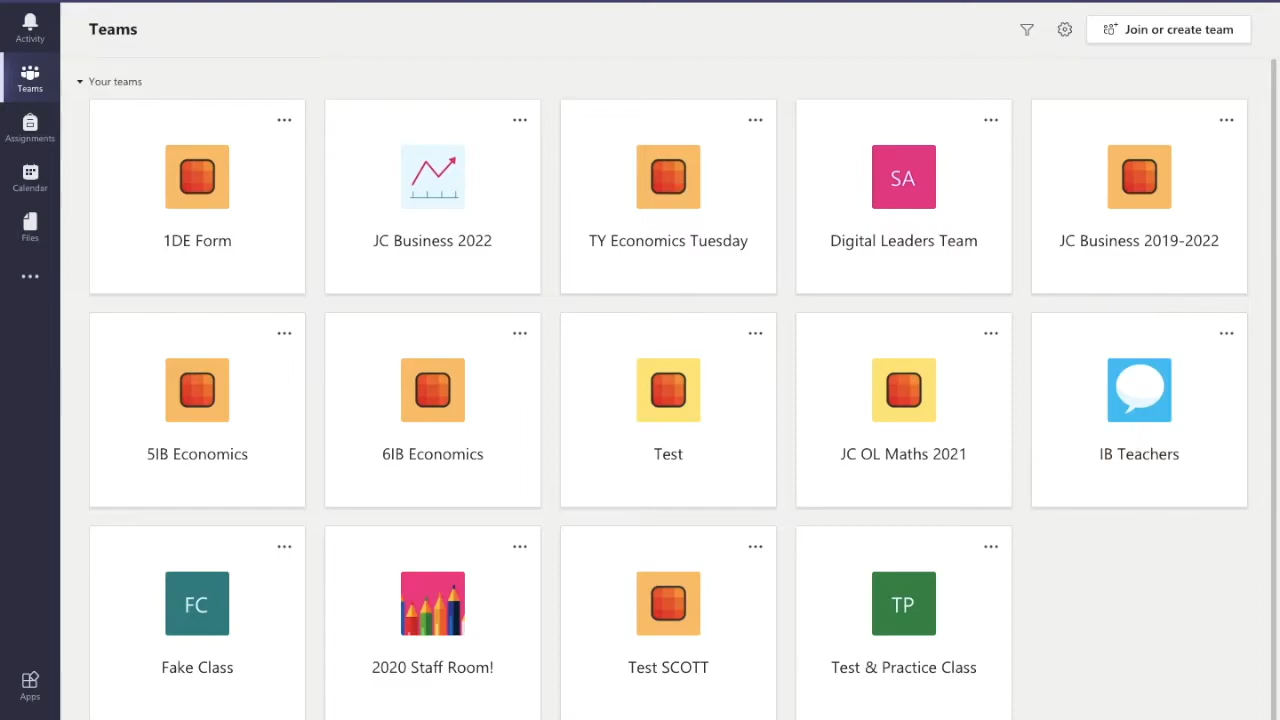 Activity
Teams
Assignments
Calendar
Files
Apps
Teams
Join or create team
Your teams
1DE Form
JC Business 2022
TY Economics Tuesday
SA
Digital Leaders Team
JC Business 2019-2022
5IB Economics
6IB Economics
Test
JC OL Maths 2021
IB Teachers
FC
Fake Class
2020 Staff Room!
Test SCOTT
TP
Test & Practice Class